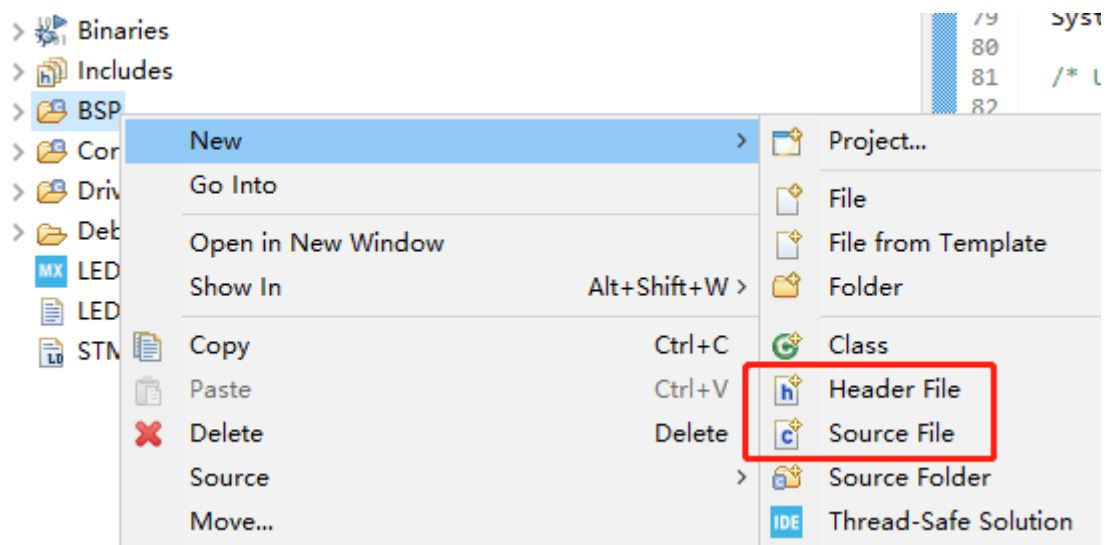 Binaries
Includes
BSP
Cor
Driv
Deb
MX LED
LED
STM
79 Syst
80
81 /* U
82
New
Go Into
Open in New Window
Show In Alt+Shift+W >
Copy Ctrl+C
Paste Ctrl+V
Delete Delete
Source
Move...
Project...
File
File from Template
Folder
Class
Header File
Source File
Source Folder
IDE Thread-Safe Solution